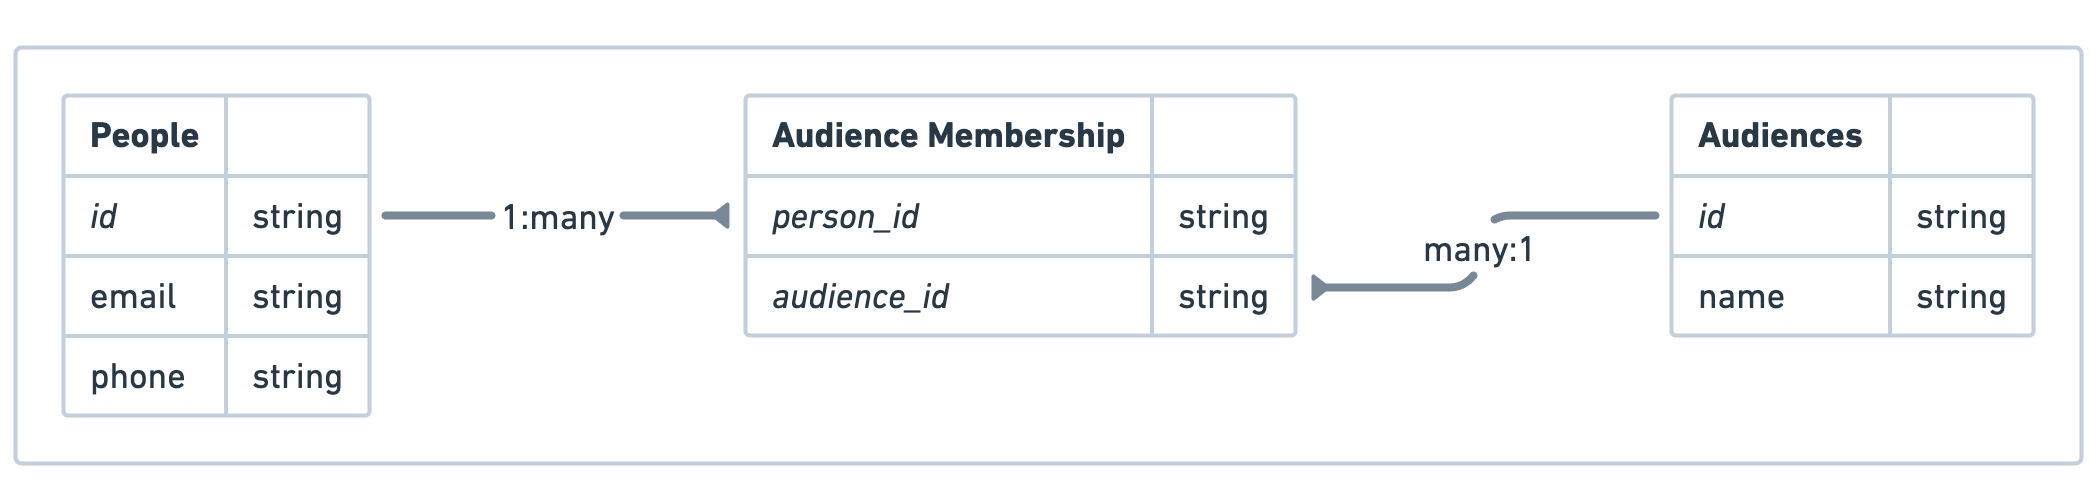 People
id string
email string
phone string
1:many
Audience Membership
person_id string
audience_id string
many:1
Audiences
id string
name string